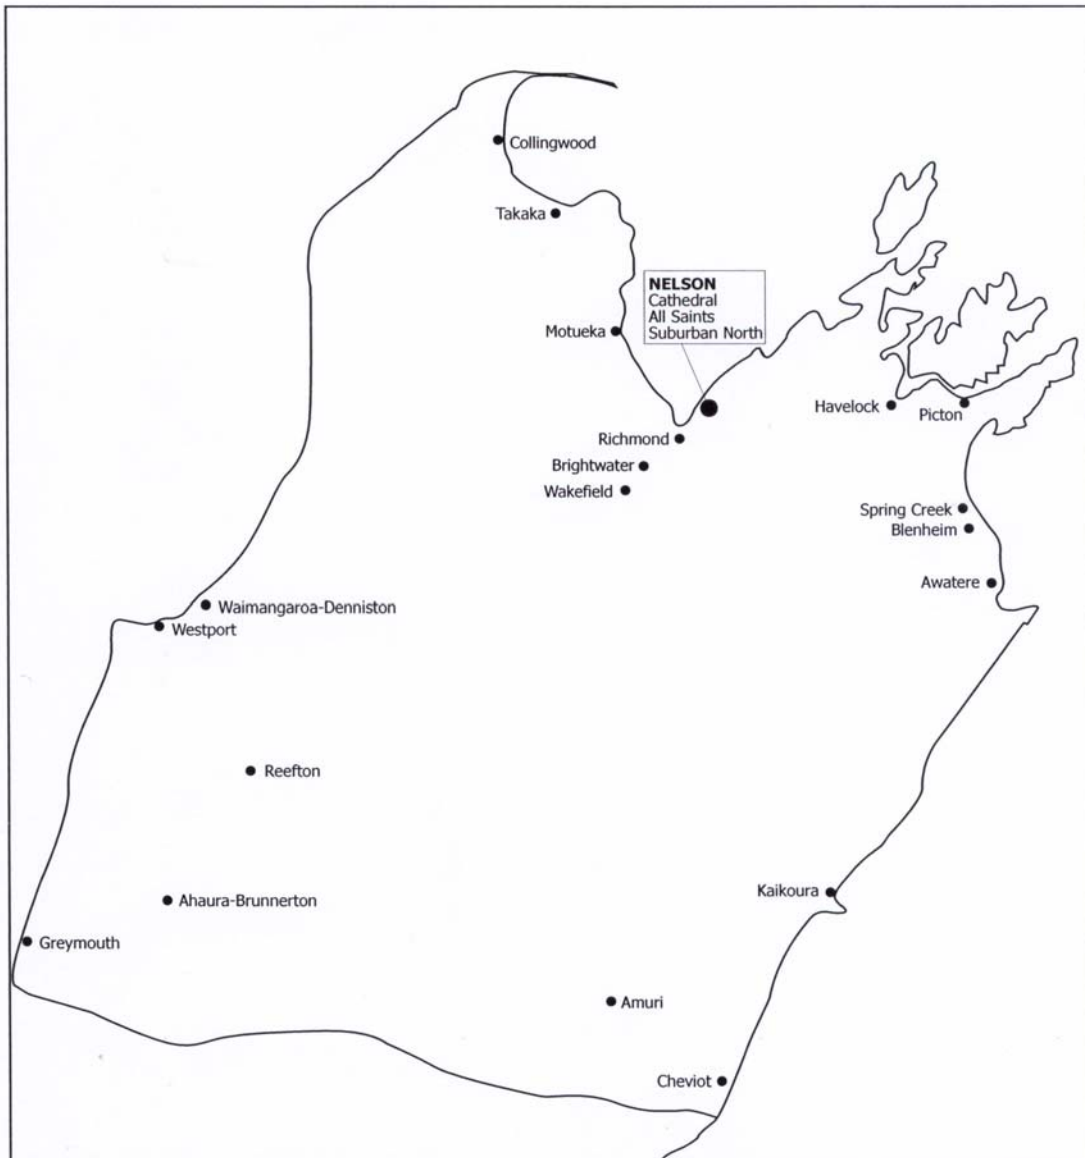 Collingwood
Takaka
NELSON
Cathedral
All Saints
Suburban North
Motueka
Havelock
Picton
Richmond
Brightwater
Wakefield
Spring Creek
Blenheim
Awatere
Waimangaroa-Denniston
Westport
Reefton
Kaikoura
Ahaura-Brunnerton
Greymouth
Amuri
Cheviot